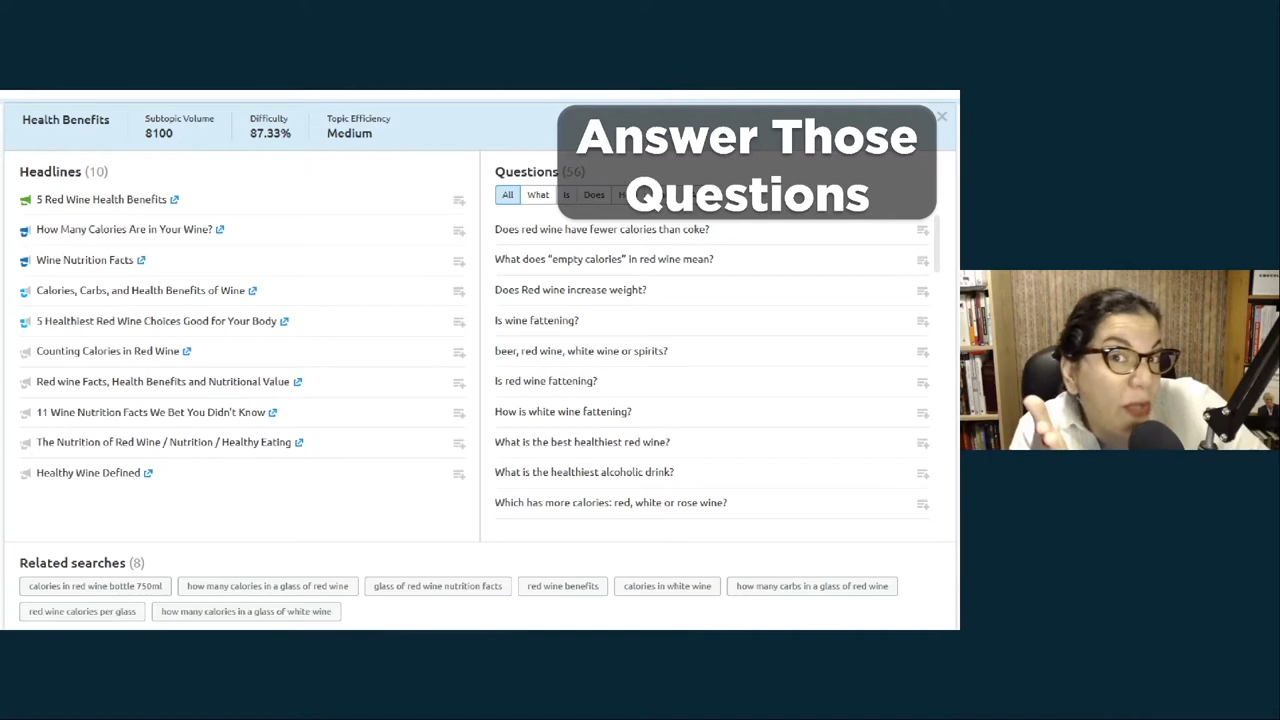 Health Benefits
Subtopic Volume
8100
Difficulty
87.33%
Topic Efficiency
Medium
Answer Those
Questions
Headlines (10)
5 Red Wine Health Benefits
How Many Calories Are in Your Wine?
Wine Nutrition Facts
Calories, Carbs, and Health Benefits of Wine
5 Healthiest Red Wine Choices Good for Your Body
Counting Calories in Red Wine
Red wine Facts, Health Benefits and Nutritional Value
11 Wine Nutrition Facts We Bet You Didn't Know
The Nutrition of Red Wine / Nutrition / Healthy Eating
Healthy Wine Defined
Questions (56)
All What Is Does
Does red wine have fewer calories than coke?
What does “empty calories” in red wine mean?
Does Red wine increase weight?
Is wine fattening?
beer, red wine, white wine or spirits?
Is red wine fattening?
How is white wine fattening?
What is the best healthiest red wine?
What is the healthiest alcoholic drink?
Which has more calories: red, white or rose wine?
Related searches (8)
calories in red wine bottle 750ml
how many calories in a glass of red wine
glass of red wine nutrition facts
red wine benefits
calories in white wine
how many carbs in a glass of red wine
red wine calories per glass
how many calories in a glass of white wine